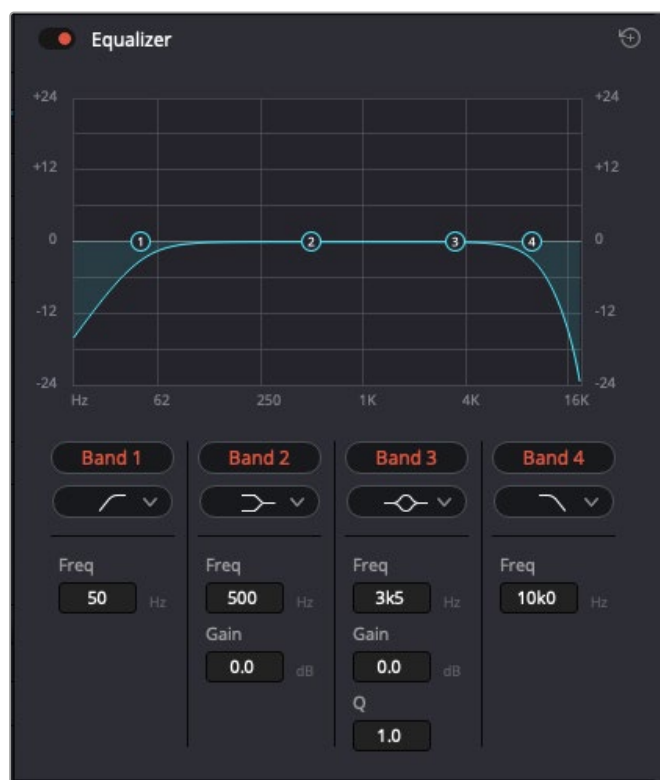 Equalizer
+24 +24
+12 +12
0 1 2 3 4 0
-12 -12
-24 -24
Hz 62 250 1K 4K 16K
Band 1 Band 2 Band 3 Band 4
Freq Freq Freq Freq
50 Hz 500 Hz 3k5 Hz 10k0 Hz
Gain Gain
0.0 dB 0.0 dB
Q
1.0